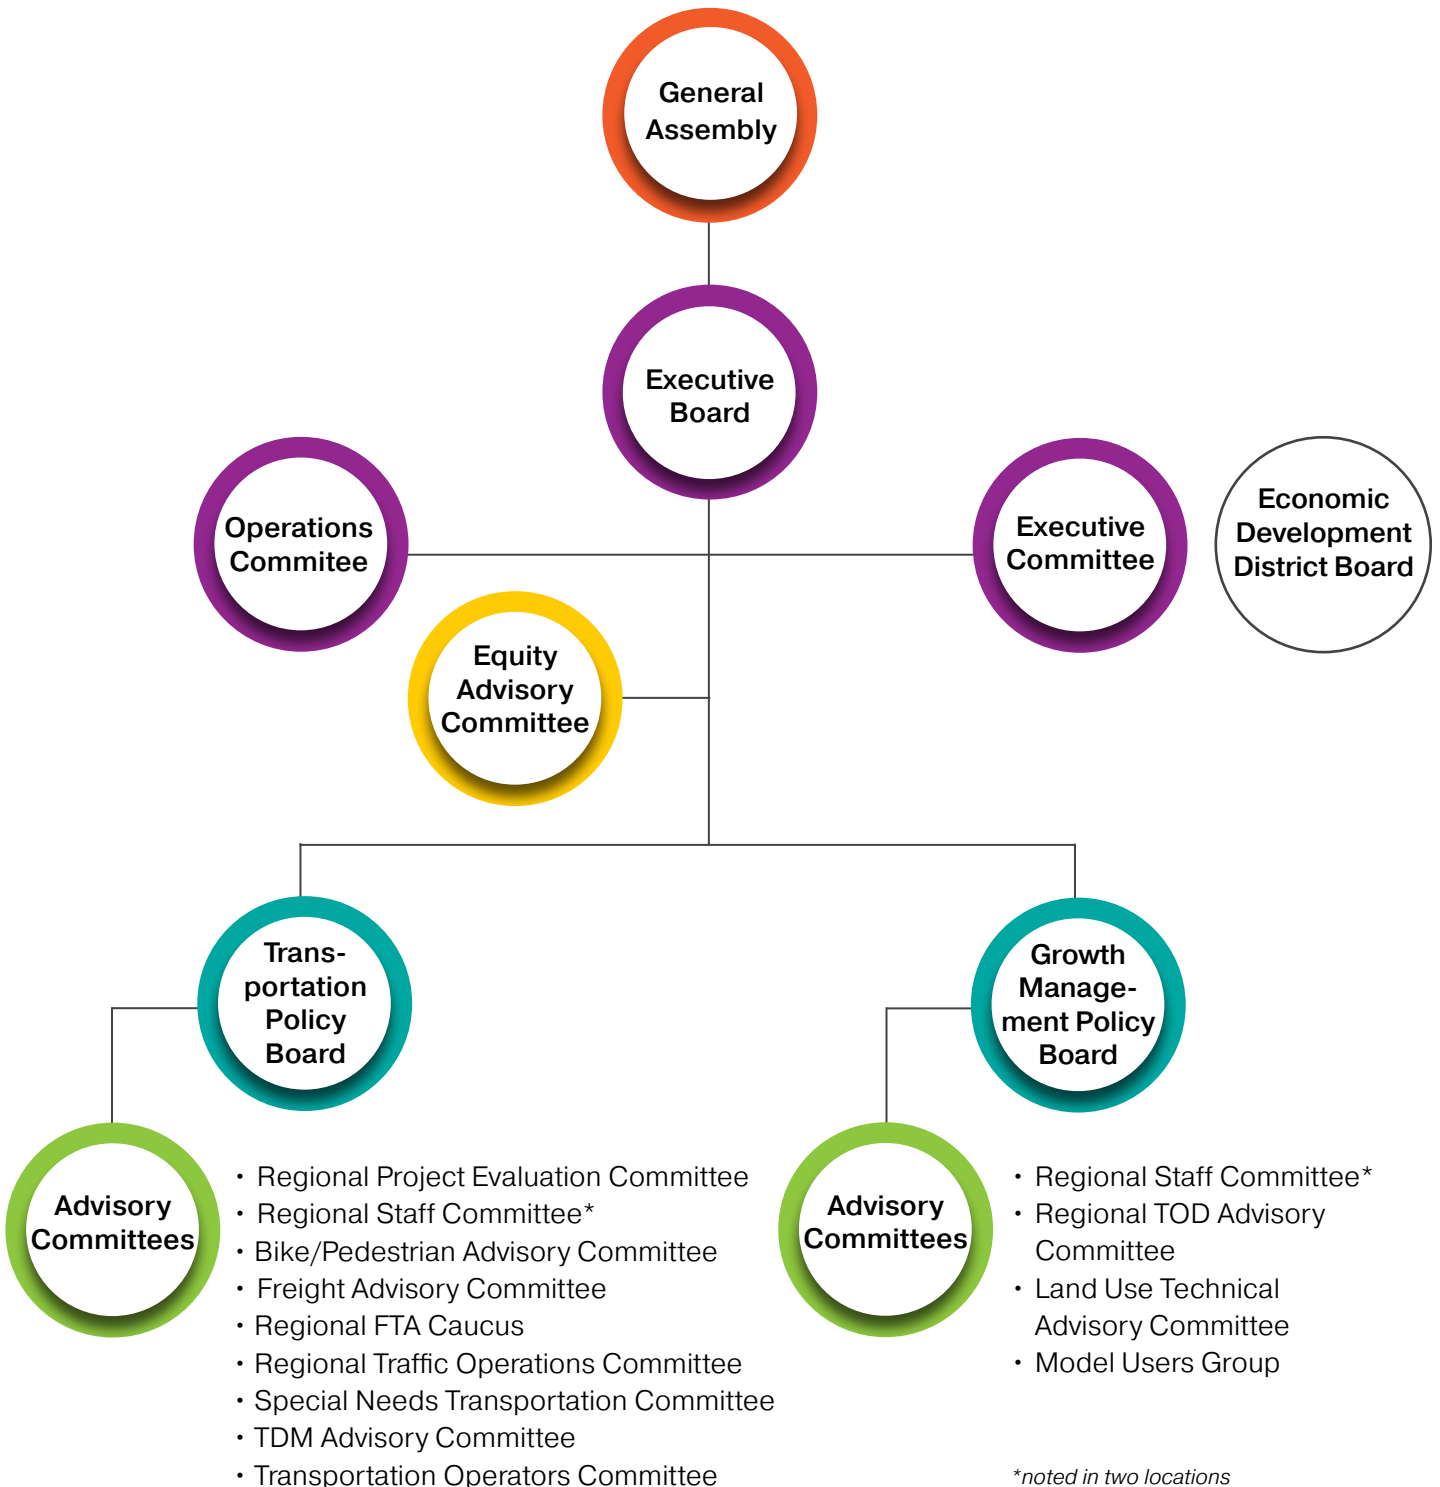 General
Assembly
Executive
Board
Operations
Commitee
Executive
Committee
Economic
Development
District Board
Equity
Advisory
Committee
Trans-
portation
Policy
Board
Growth
Manage-
ment Policy
Board
Advisory
Committees
• Regional Project Evaluation Committee
• Regional Staff Committee*
• Bike/Pedestrian Advisory Committee
• Freight Advisory Committee
• Regional FTA Caucus
• Regional Traffic Operations Committee
• Special Needs Transportation Committee
• TDM Advisory Committee
• Transportation Operators Committee
Advisory
Committees
• Regional Staff Committee*
• Regional TOD Advisory
Committee
• Land Use Technical
Advisory Committee
• Model Users Group
*noted in two locations